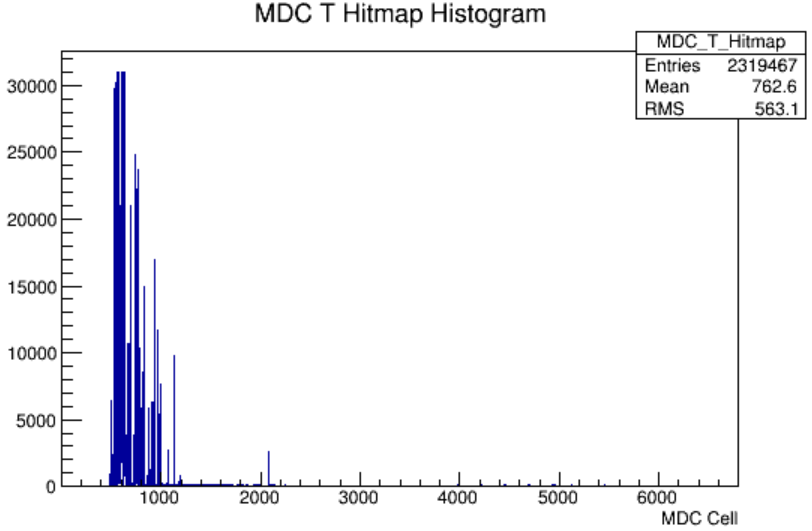 MDC T Hitmap Histogram
MDC_T_Hitmap
Entries 2319467
Mean 762.6
RMS 563.1
30000
25000
20000
15000
10000
5000
0
1000 2000 3000 4000 5000 6000
MDC Cell